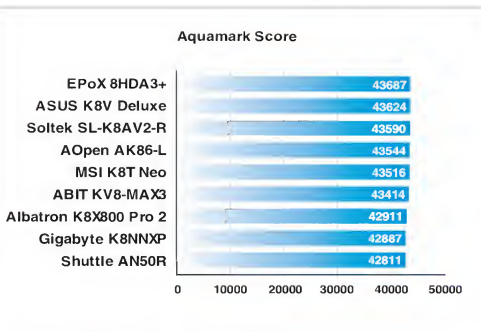 Aquamark Score
EPoX 8HDA3+ 43687
ASUS K8V Deluxe 43624
Soltek SL-K8AV2-R 43590
AOpen AK86-L 43544
MSI K8T Neo 43516
ABIT KV8-MAX3 43414
Albatron K8X800 Pro 2 42911
Gigabyte K8NNXP 42887
Shuttle AN50R 42811
0 10000 20000 30000 40000 50000